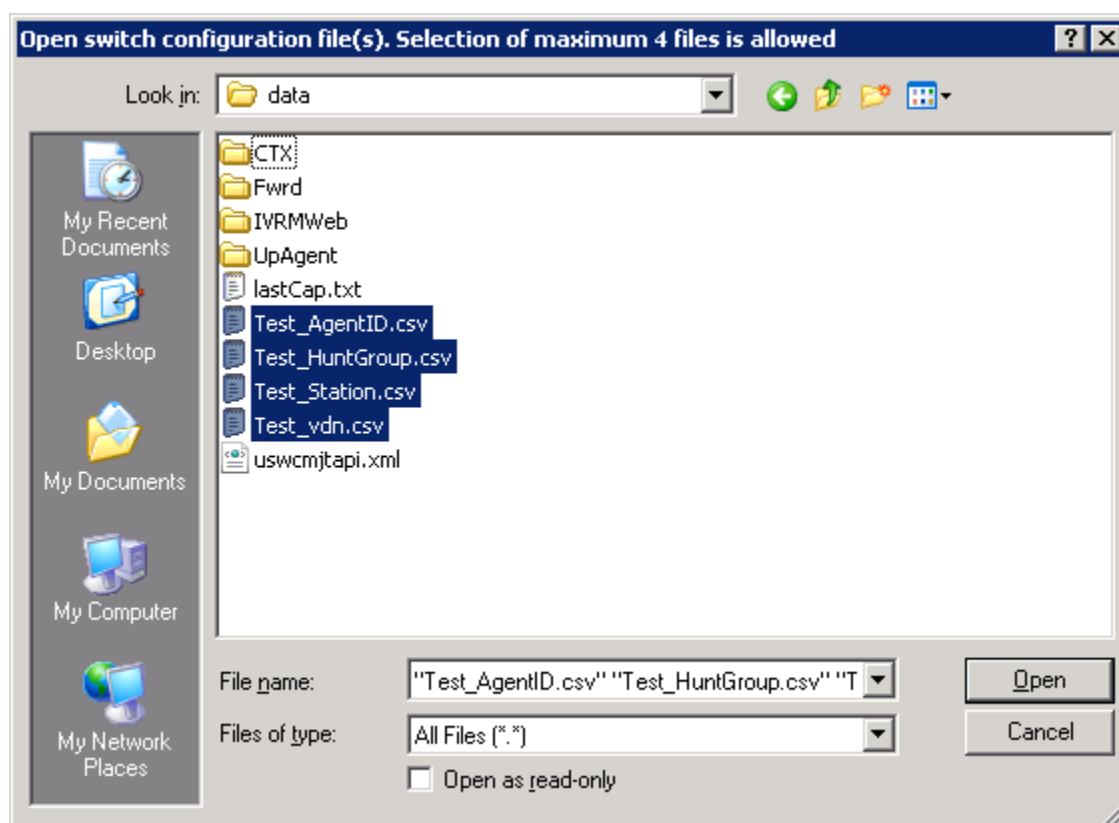 Open switch configuration file(s). Selection of maximum 4 files is allowed
Look in:
data
My Recent
Documents
Desktop
My Documents
My Computer
My Network
Places
CTX
Fwrd
IVRMWeb
UpAgent
lastCap.txt
Test_AgentID.csv
Test_HuntGroup.csv
Test_Station.csv
Test_vdn.csv
uswcmjtapi.xml
File name:
"Test_AgentID.csv" "Test_HuntGroup.csv" "T
Open
Files of type:
All Files (*.*)
Cancel
Open as read-only